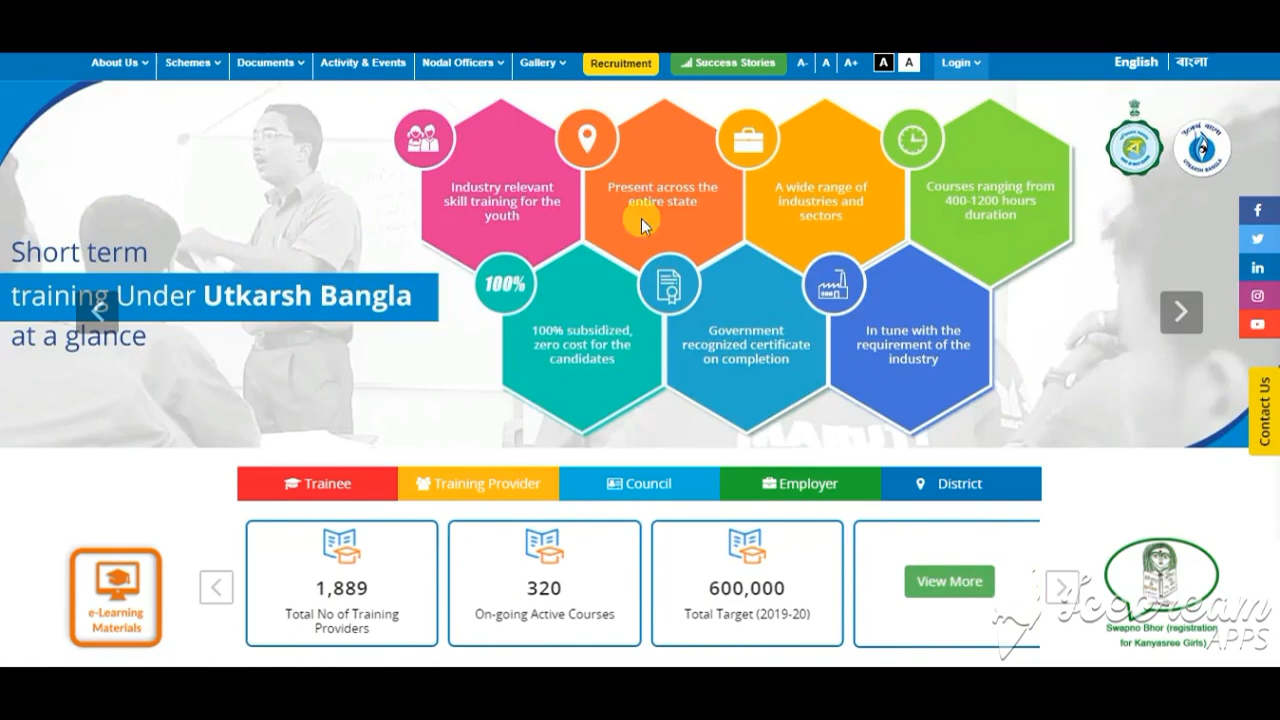 About Us
Schemes
Documents
Activity & Events
Nodal Officers
Gallery
Recruitment
Success Stories
A-
A
A+
A
A
Login
English
বাংলা
Industry relevant
skill training for the
youth
Present across the
entire state
A wide range of
industries and
sectors
Courses ranging from
400-1200 hours
duration
Short term
training Under Utkarsh Bangla
at a glance
100%
100% subsidized,
zero cost for the
candidates
Government
recognized certificate
on completion
In tune with the
requirement of the
industry
UTKARSH BANGLA
Contact Us
Trainee
Training Provider
Council
Employer
District
e-Learning
Materials
1,889
Total No of Training
Providers
320
On-going Active Courses
600,000
Total Target (2019-20)
View More
Swapno Bhor (registration
for Kanyasree Girls)
Icecream
APPS